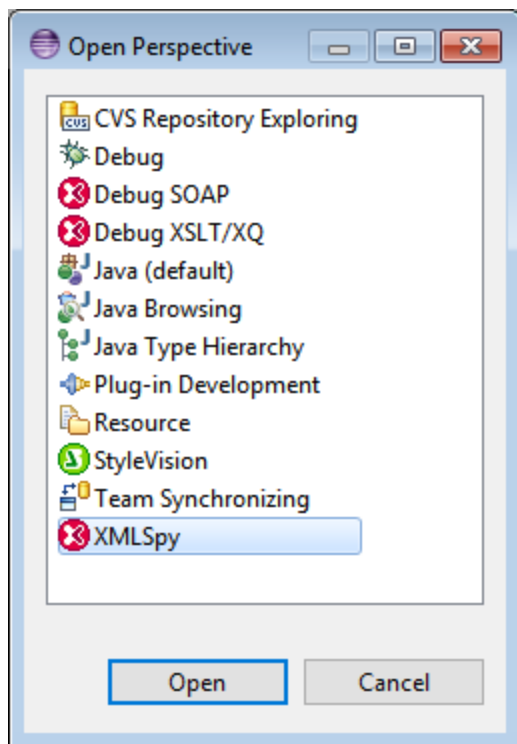 Open Perspective
CVS CVS Repository Exploring
Debug
Debug SOAP
Debug XSLT/XQ
J Java (default)
J Java Browsing
J Java Type Hierarchy
Plug-in Development
Resource
StyleVision
Team Synchronizing
XMLSpy
Open Cancel